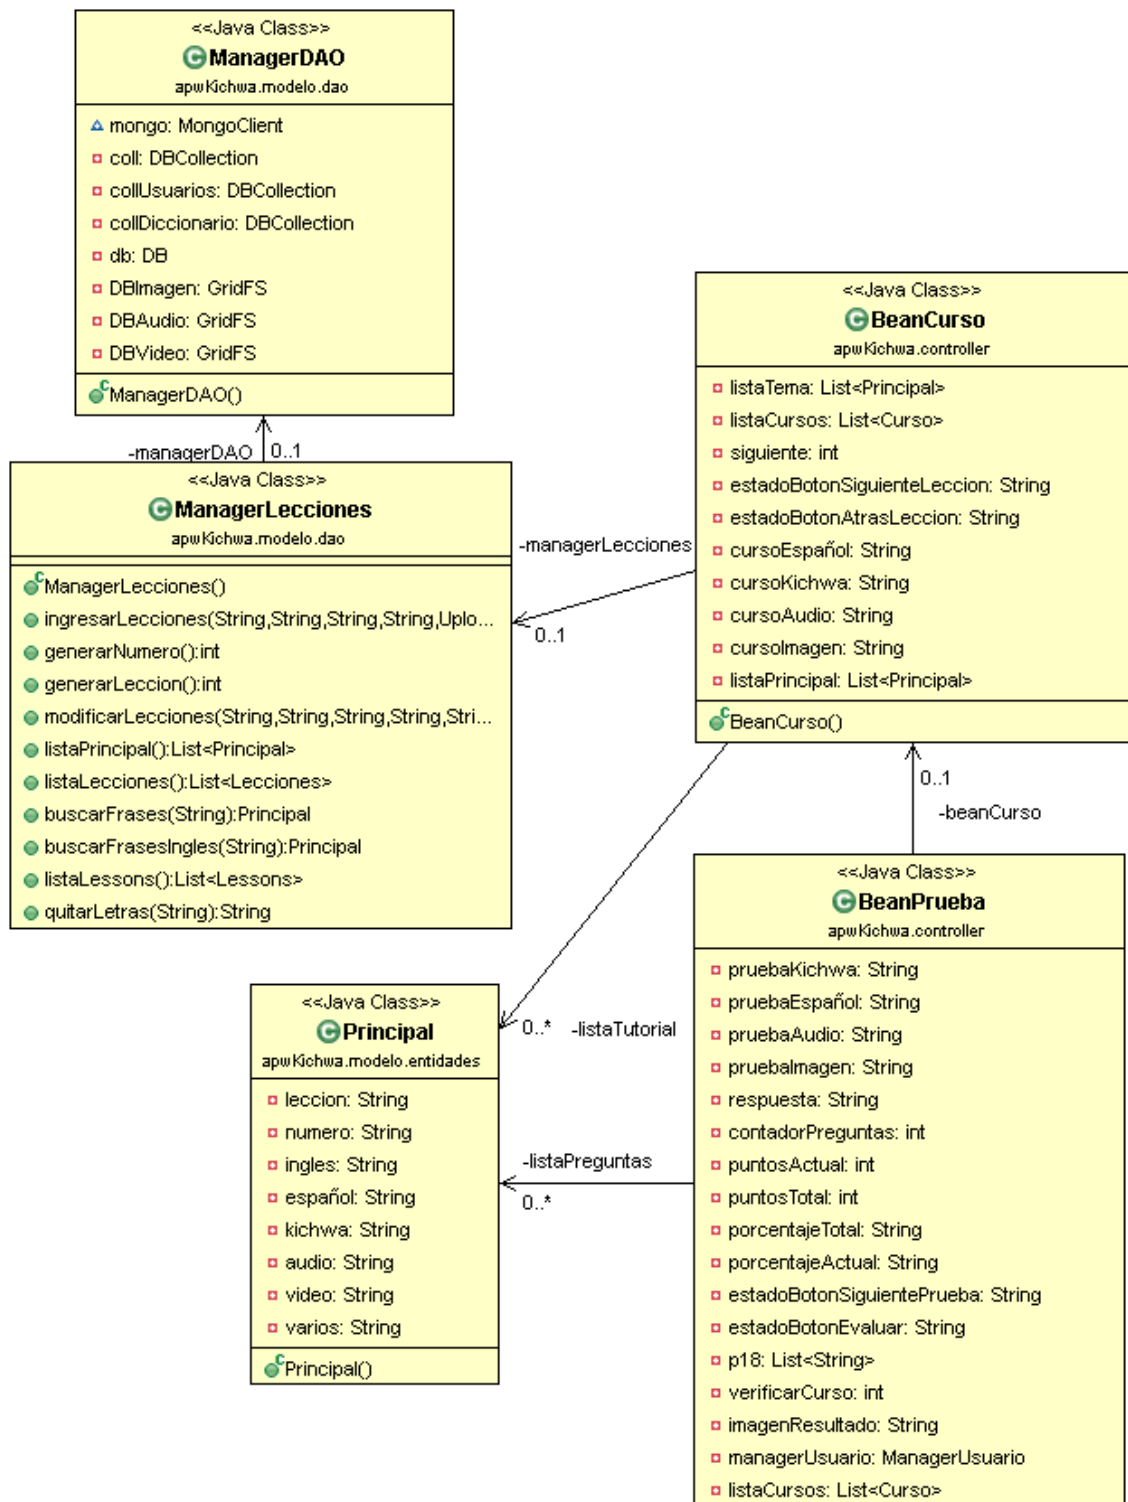 <<Java Class>>
ManagerDAO
apwKichwa.modelo.dao
mongo: MongoClient
coll: DBCollection
collUsuarios: DBCollection
collDiccionario: DBCollection
db: DB
DBImagen: GridFS
DBAudio: GridFS
DBVideo: GridFS
ManagerDAO()
-managerDAO
0..1
<<Java Class>>
ManagerLecciones
apwKichwa.modelo.dao
ManagerLecciones()
ingresarLecciones(String,String,String,String,Uplo...
generarNumero():int
generarLeccion():int
modificarLecciones(String,String,String,String,Stri...
listaPrincipal():List<Principal>
listaLecciones():List<Lecciones>
buscarFrases(String):Principal
buscarFrasesIngles(String):Principal
listaLessons():List<Lessons>
quitarLetras(String):String
-managerLecciones
0..1
<<Java Class>>
BeanCurso
apwKichwa.controller
listaTema: List<Principal>
listaCursos: List<Curso>
siguiente: int
estadoBotonSiguienteLeccion: String
estadoBotonAtrasLeccion: String
cursoEspañol: String
cursoKichwa: String
cursoAudio: String
cursoImagen: String
listaPrincipal: List<Principal>
BeanCurso()
0..1
-beanCurso
<<Java Class>>
Principal
apwKichwa.modelo.entidades
leccion: String
numero: String
ingles: String
español: String
kichwa: String
audio: String
video: String
varios: String
Principal()
0..*
-listaTutorial
-listaPreguntas
0..*
<<Java Class>>
BeanPrueba
apwKichwa.controller
pruebaKichwa: String
pruebaEspañol: String
pruebaAudio: String
pruebaImagen: String
respuesta: String
contadorPreguntas: int
puntosActual: int
puntosTotal: int
porcentajeTotal: String
porcentajeActual: String
estadoBotonSiguientePrueba: String
estadoBotonEvaluar: String
p18: List<String>
verificarCurso: int
imagenResultado: String
managerUsuario: ManagerUsuario
listaCursos: List<Curso>